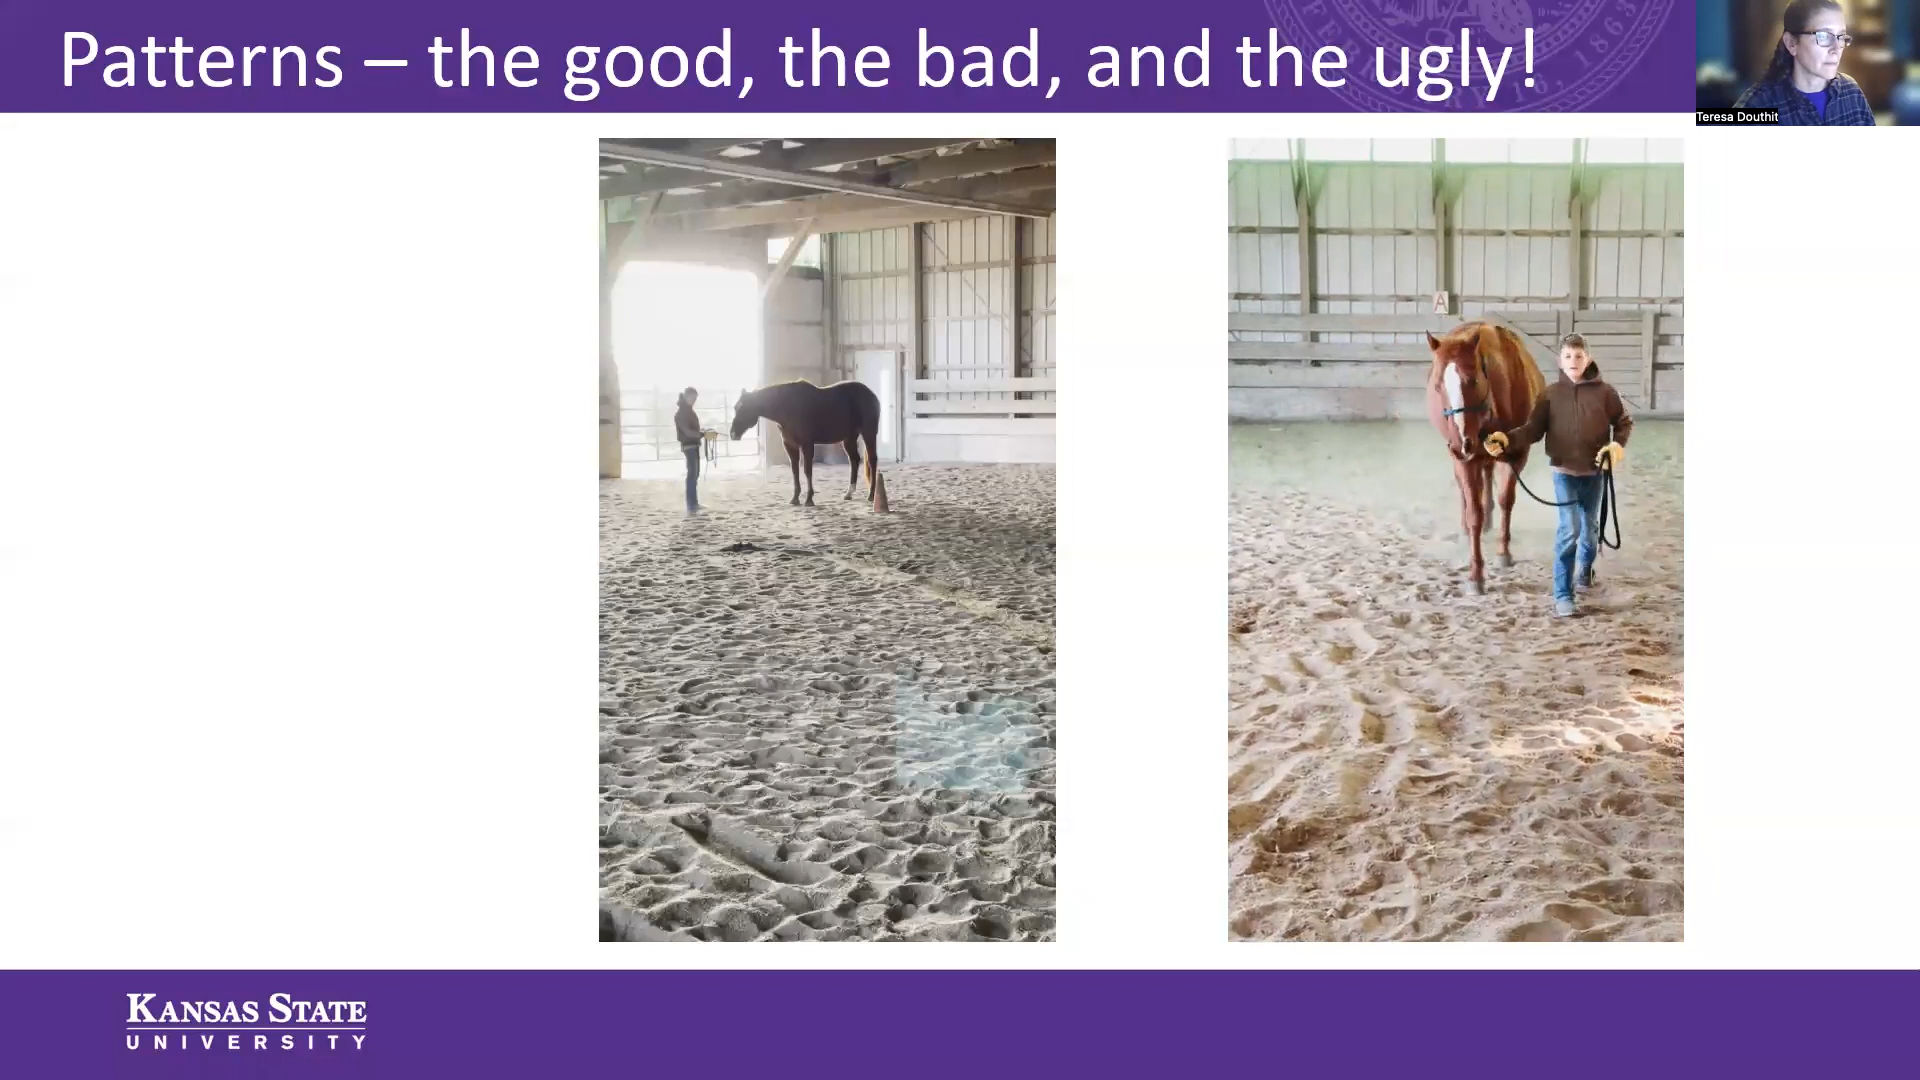 Patterns – the good, the bad, and the ugly!
Teresa Douthit
A
KANSAS STATE
UNIVERSITY